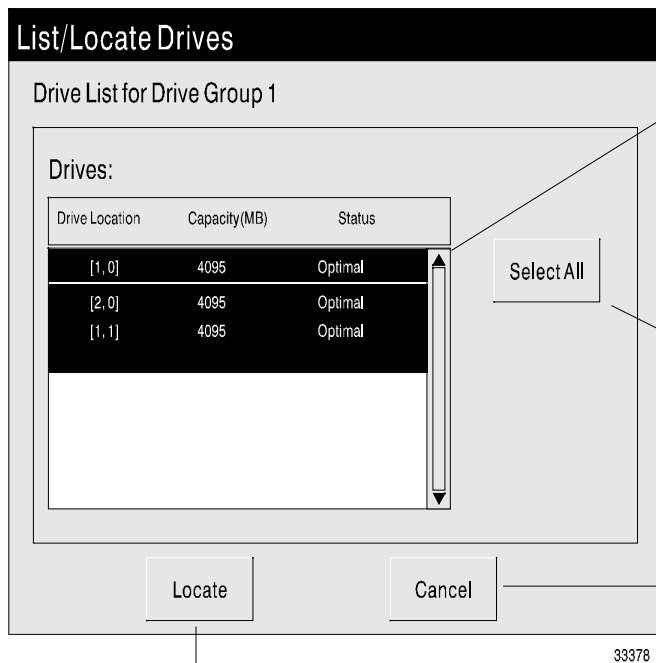 List/Locate Drives
Drive List for Drive Group 1
Drives:
Drive Location Capacity(MB) Status
[1,0] 4095 Optimal
[2,0] 4095 Optimal
[1,1] 4095 Optimal
Select All
Locate Cancel
33378